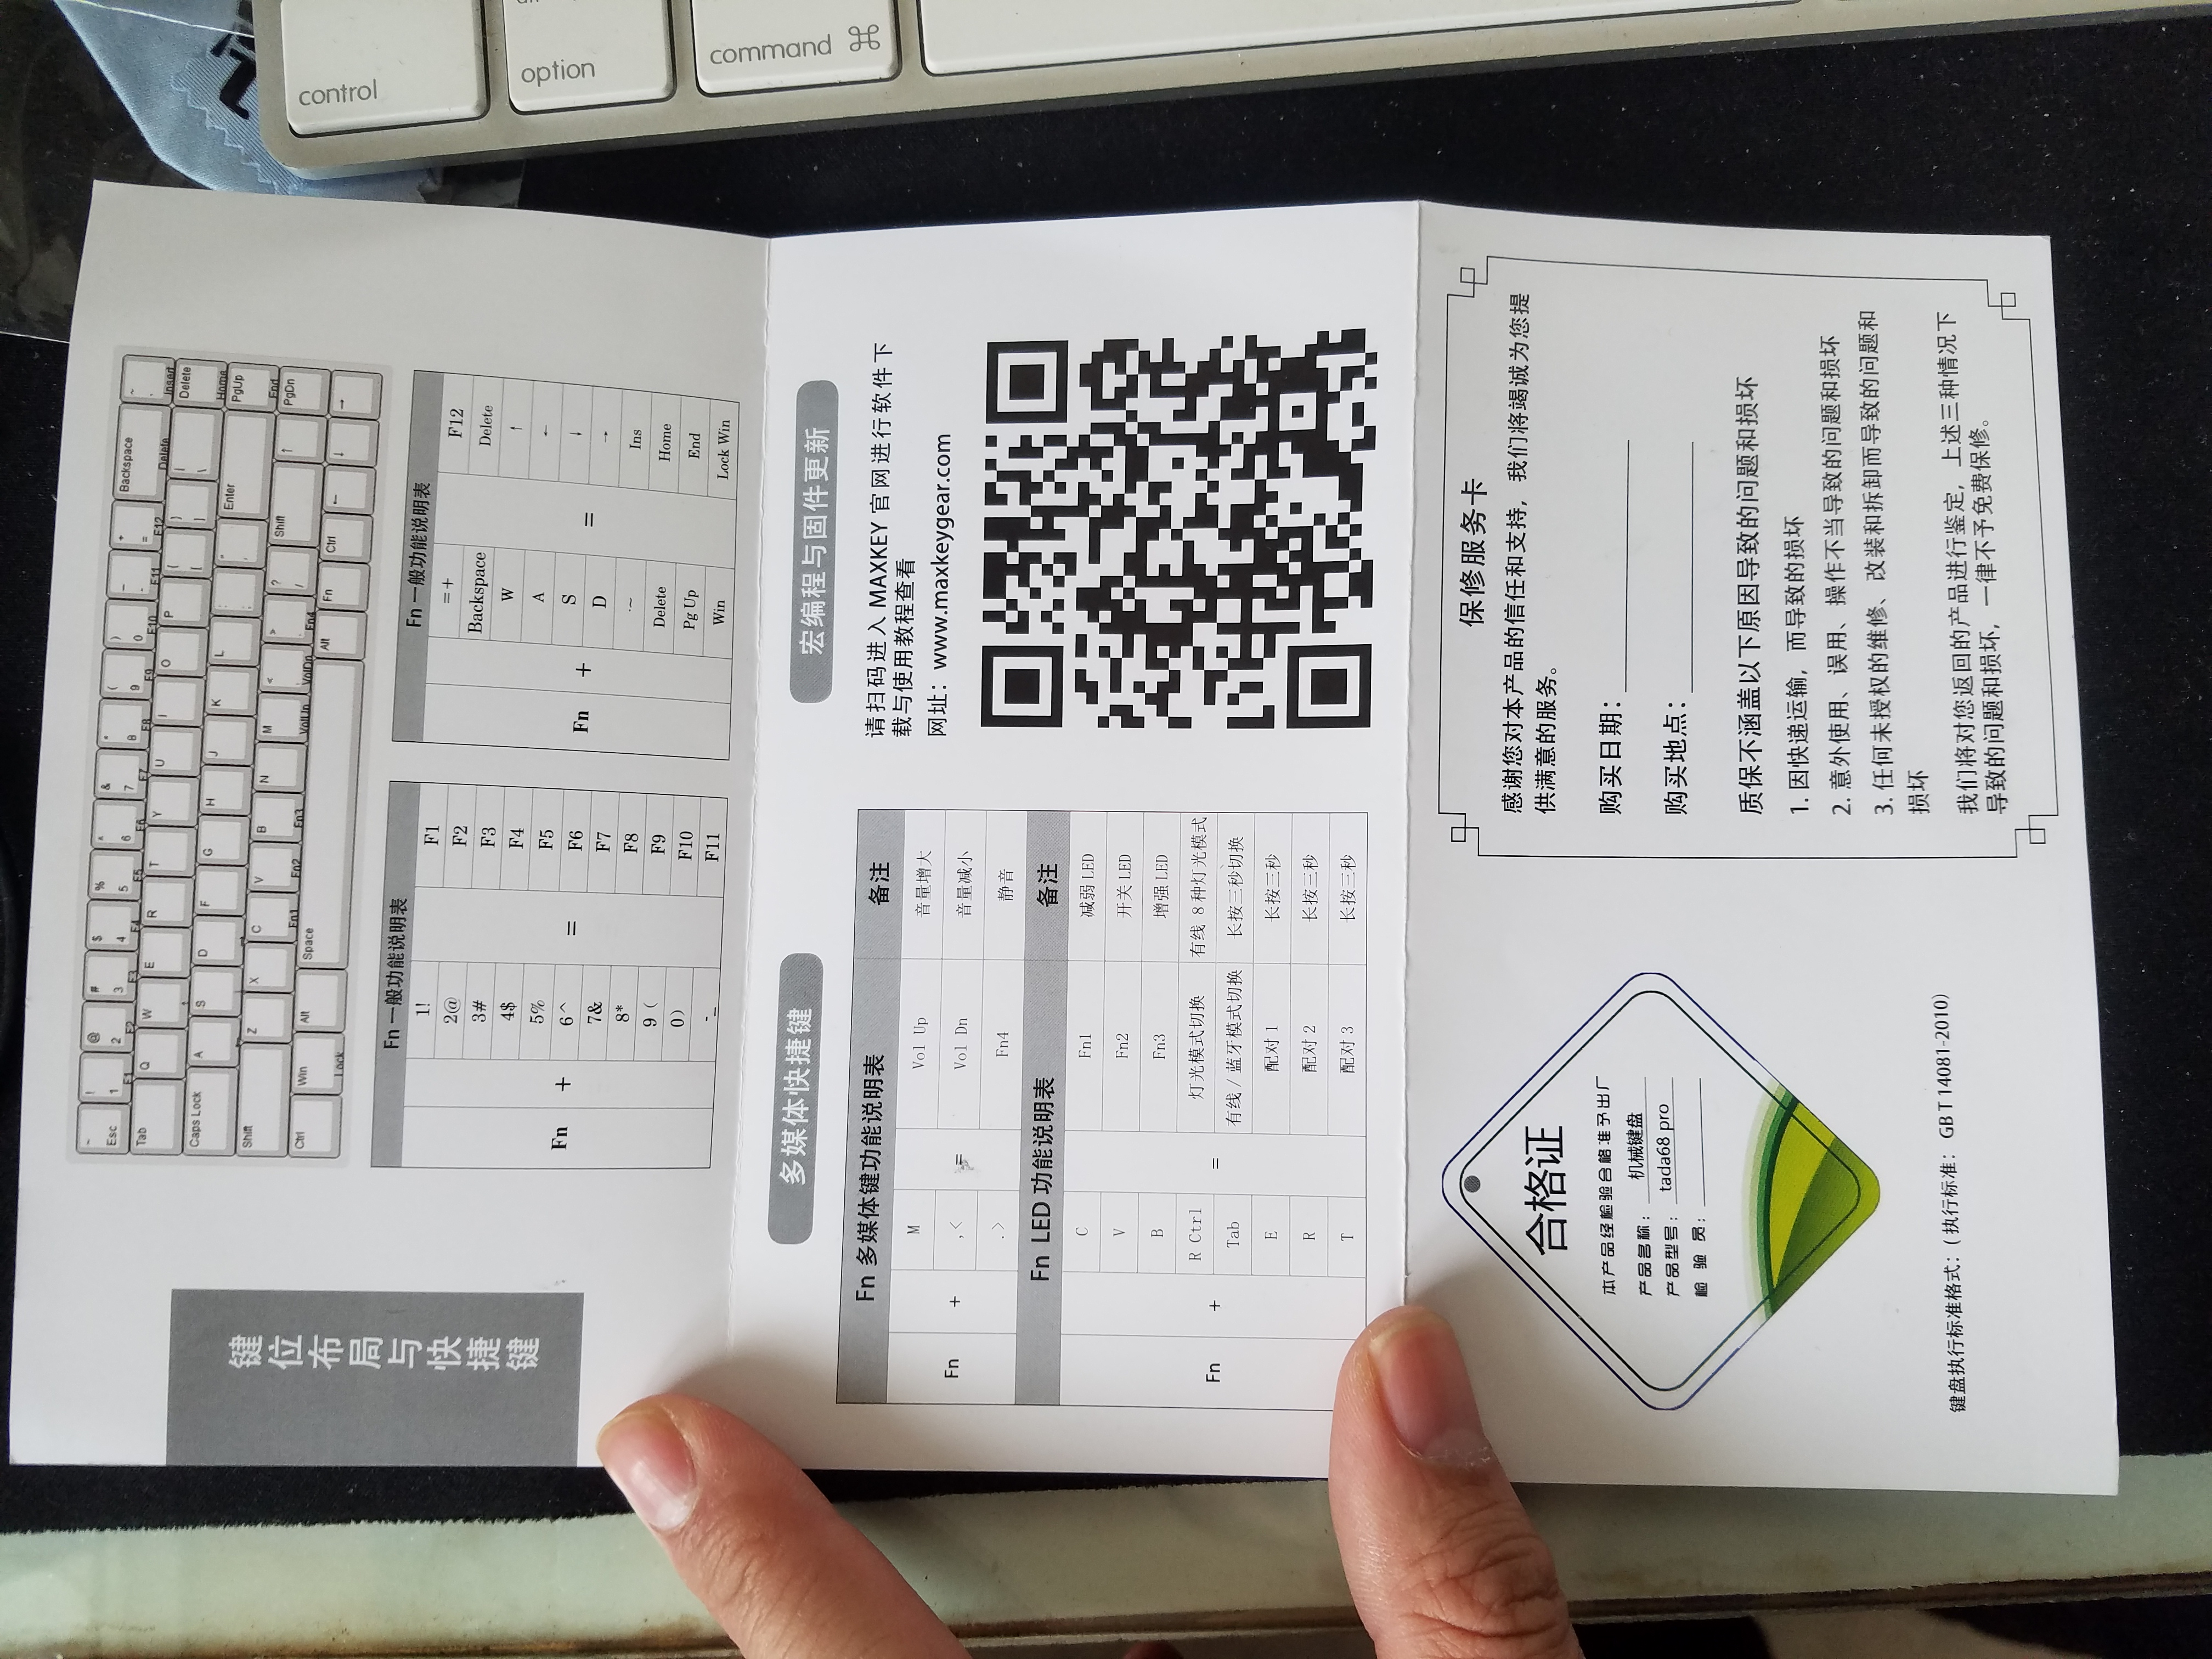 键位布局与快捷键
~ ! @ # $ % ^ & * ( ) _ + Backspace ~
Esc 1 2 3 4 5 6 7 8 9 0 - =
F1 F2 F3 F4 F5 F6 F7 F8 F9 F10 F11 F12 Delete Insert
Tab Q W E R T Y U I O P { } | Delete
[ ] \
↑ Home
Caps Lock A S D F G H J K L : " Enter PgUp
; '
← ↓ → End
Shift Z X C V B N M < > ? Shift ↑ PgDn
, . /
Fn1 Fn2 Fn3 VolUp VolDn Fn4
Ctrl Win Alt Space Alt Fn Ctrl ← ↓ →
Lock
Fn 一般功能说明表
Fn +
1! = F1
2@ F2
3# F3
4$ F4
5% F5
6^ F6
7& F7
8* F8
9 ( F9
0) F10
-_ F11
Fn 一般功能说明表
Fn +
=+ = F12
Backspace Delete
W ↑
A ←
S ↓
D →
·~ Ins
Delete Home
Pg Up End
Win Lock Win
多媒体快捷键
Fn 多媒体键功能说明表 备注
Fn + =
M Vol Up 音量增大
,< Vol Dn 音量减小
.> Fn4 静音
Fn LED 功能说明表 备注
Fn + =
C Fn1 减弱 LED
V Fn2 开关 LED
B Fn3 增强 LED
R Ctrl 灯光模式切换 有线 8 种灯光模式
Tab 有线 / 蓝牙模式切换 长按三秒切换
E 配对 1 长按三秒
R 配对 2 长按三秒
T 配对 3 长按三秒
宏编程与固件更新
请扫码进入 MAXKEY 官网进行软件下
载与使用教程查看
网址：www.maxkeygear.com
合格证
本产品经检验合格准予出厂
产品名称： 机械键盘
产品型号： tada68 pro
检 验 员：
键盘执行标准格式：( 执行标准： GB T 14081-2010）
保修服务卡
感谢您对本产品的信任和支持，我们将竭诚为您提
供满意的服务。
购买日期：
购买地点：
质保不涵盖以下原因导致的问题和损坏
1. 因快递运输，而导致的损坏
2. 意外使用、误用、操作不当导致的问题和损坏
3. 任何未授权的维修、改装和拆卸而导致的问题和
损坏
我们将对您返回的产品进行鉴定，上述三种情况下
导致的问题和损坏，一律不予免费保修。
control
option
command ⌘